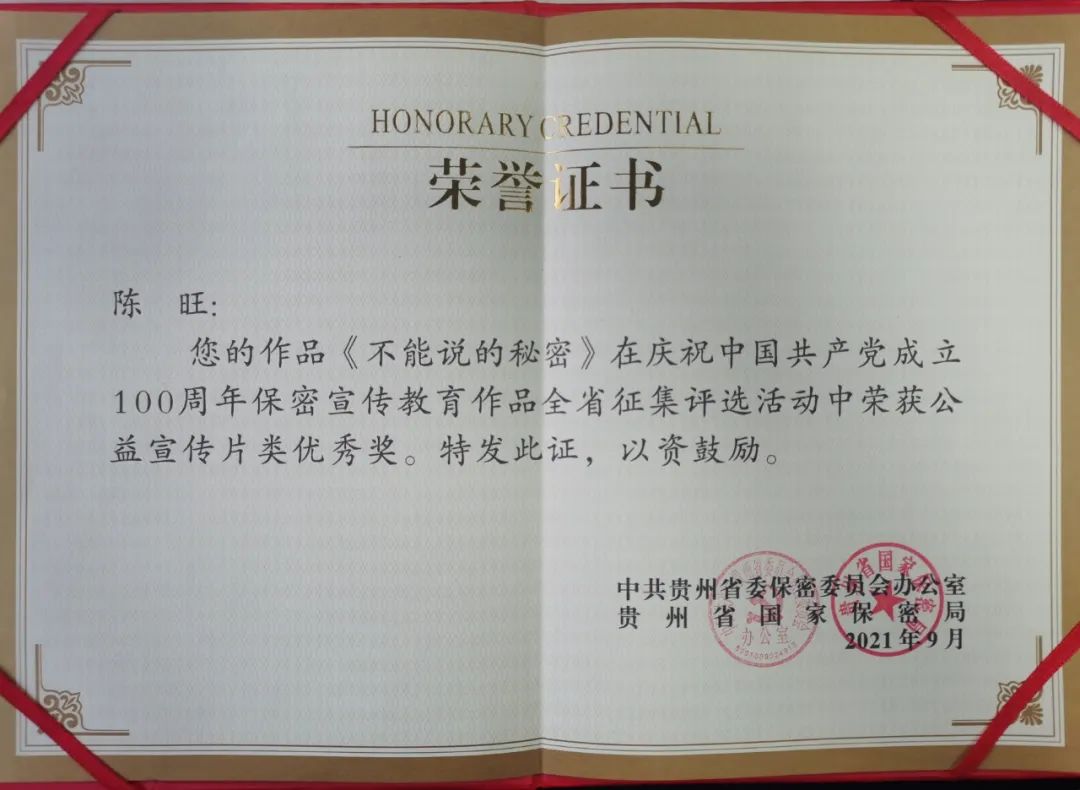 HONORARY CREDENTIAL
荣誉证书
陈 旺:
您的作品《不能说的秘密》在庆祝中国共产党成立
100周年保密宣传教育作品全省征集评选活动中荣获公
益宣传片类优秀奖。特发此证，以资鼓励。
中共贵州省委保密委员会办公室
贵州省国家保密局
2021年9月
办公室